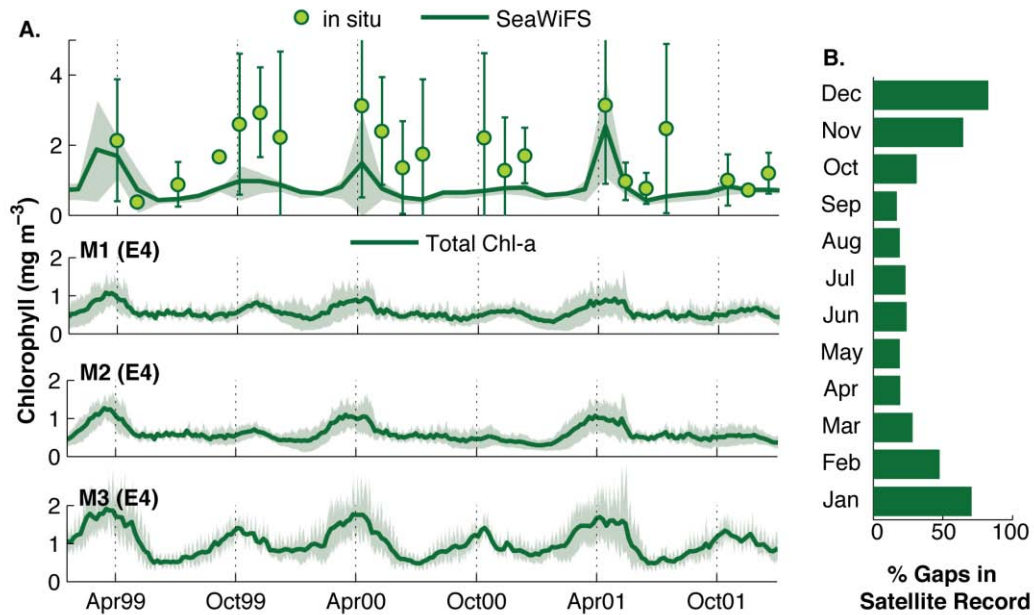 in situ SeaWiFS
A.
4
2
0
Total Chl-a
Chlorophyll (mg m⁻³)
M1 (E4)
2
1
0
M2 (E4)
2
1
0
M3 (E4)
2
1
0
Apr99 Oct99 Apr00 Oct00 Apr01 Oct01
B.
Dec
Nov
Oct
Sep
Aug
Jul
Jun
May
Apr
Mar
Feb
Jan
0 50 100
% Gaps in
Satellite Record